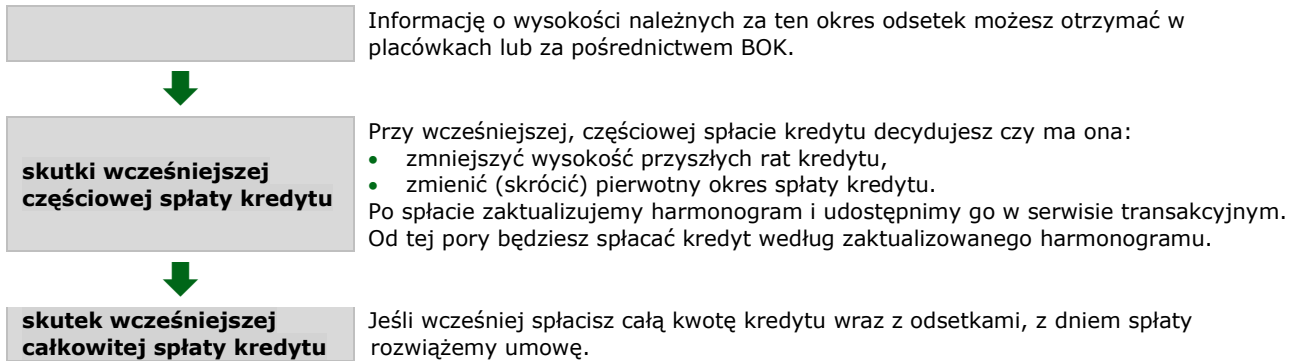 Informację o wysokości należnych za ten okres odsetek możesz otrzymać w
placówkach lub za pośrednictwem BOK.
skutki wcześniejszej
częściowej spłaty kredytu
Przy wcześniejszej, częściowej spłacie kredytu decydujesz czy ma ona:
• zmniejszyć wysokość przyszłych rat kredytu,
• zmienić (skrócić) pierwotny okres spłaty kredytu.
Po spłacie zaktualizujemy harmonogram i udostępnimy go w serwisie transakcyjnym.
Od tej pory będziesz spłacać kredyt według zaktualizowanego harmonogramu.
skutek wcześniejszej
całkowitej spłaty kredytu
Jeśli wcześniej spłacisz całą kwotę kredytu wraz z odsetkami, z dniem spłaty
rozwiążemy umowę.